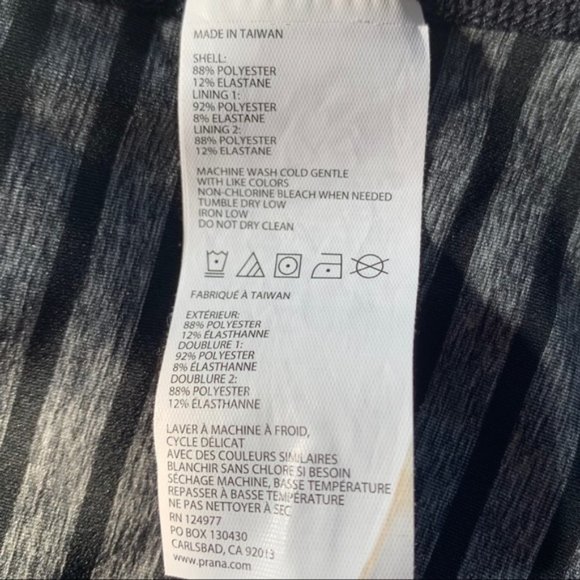 MADE IN TAIWAN
SHELL:
88% POLYESTER
12% ELASTANE
LINING 1:
92% POLYESTER
8% ELASTANE
LINING 2:
88% POLYESTER
12% ELASTANE
MACHINE WASH COLD GENTLE
WITH LIKE COLORS
NON-CHLORINE BLEACH WHEN NEEDED
TUMBLE DRY LOW
IRON LOW
DO NOT DRY CLEAN
FABRIQUÉ À TAIWAN
EXTÉRIEUR:
88% POLYESTER
12% ÉLASTHANNE
DOUBLURE 1:
92% POLYESTER
8% ÉLASTHANNE
DOUBLURE 2:
88% POLYESTER
12% ÉLASTHANNE
LAVER À MACHINE À FROID,
CYCLE DÉLICAT
AVEC DES COULEURS SIMILAIRES
BLANCHIR SANS CHLORE SI BESOIN
SÉCHAGE MACHINE, BASSE TEMPÉRATURE
REPASSER À BASSE TEMPÉRATURE
NE PAS NETTOYER À SEC
RN 124977
PO BOX 130430
CARLSBAD, CA 92013
www.prana.com